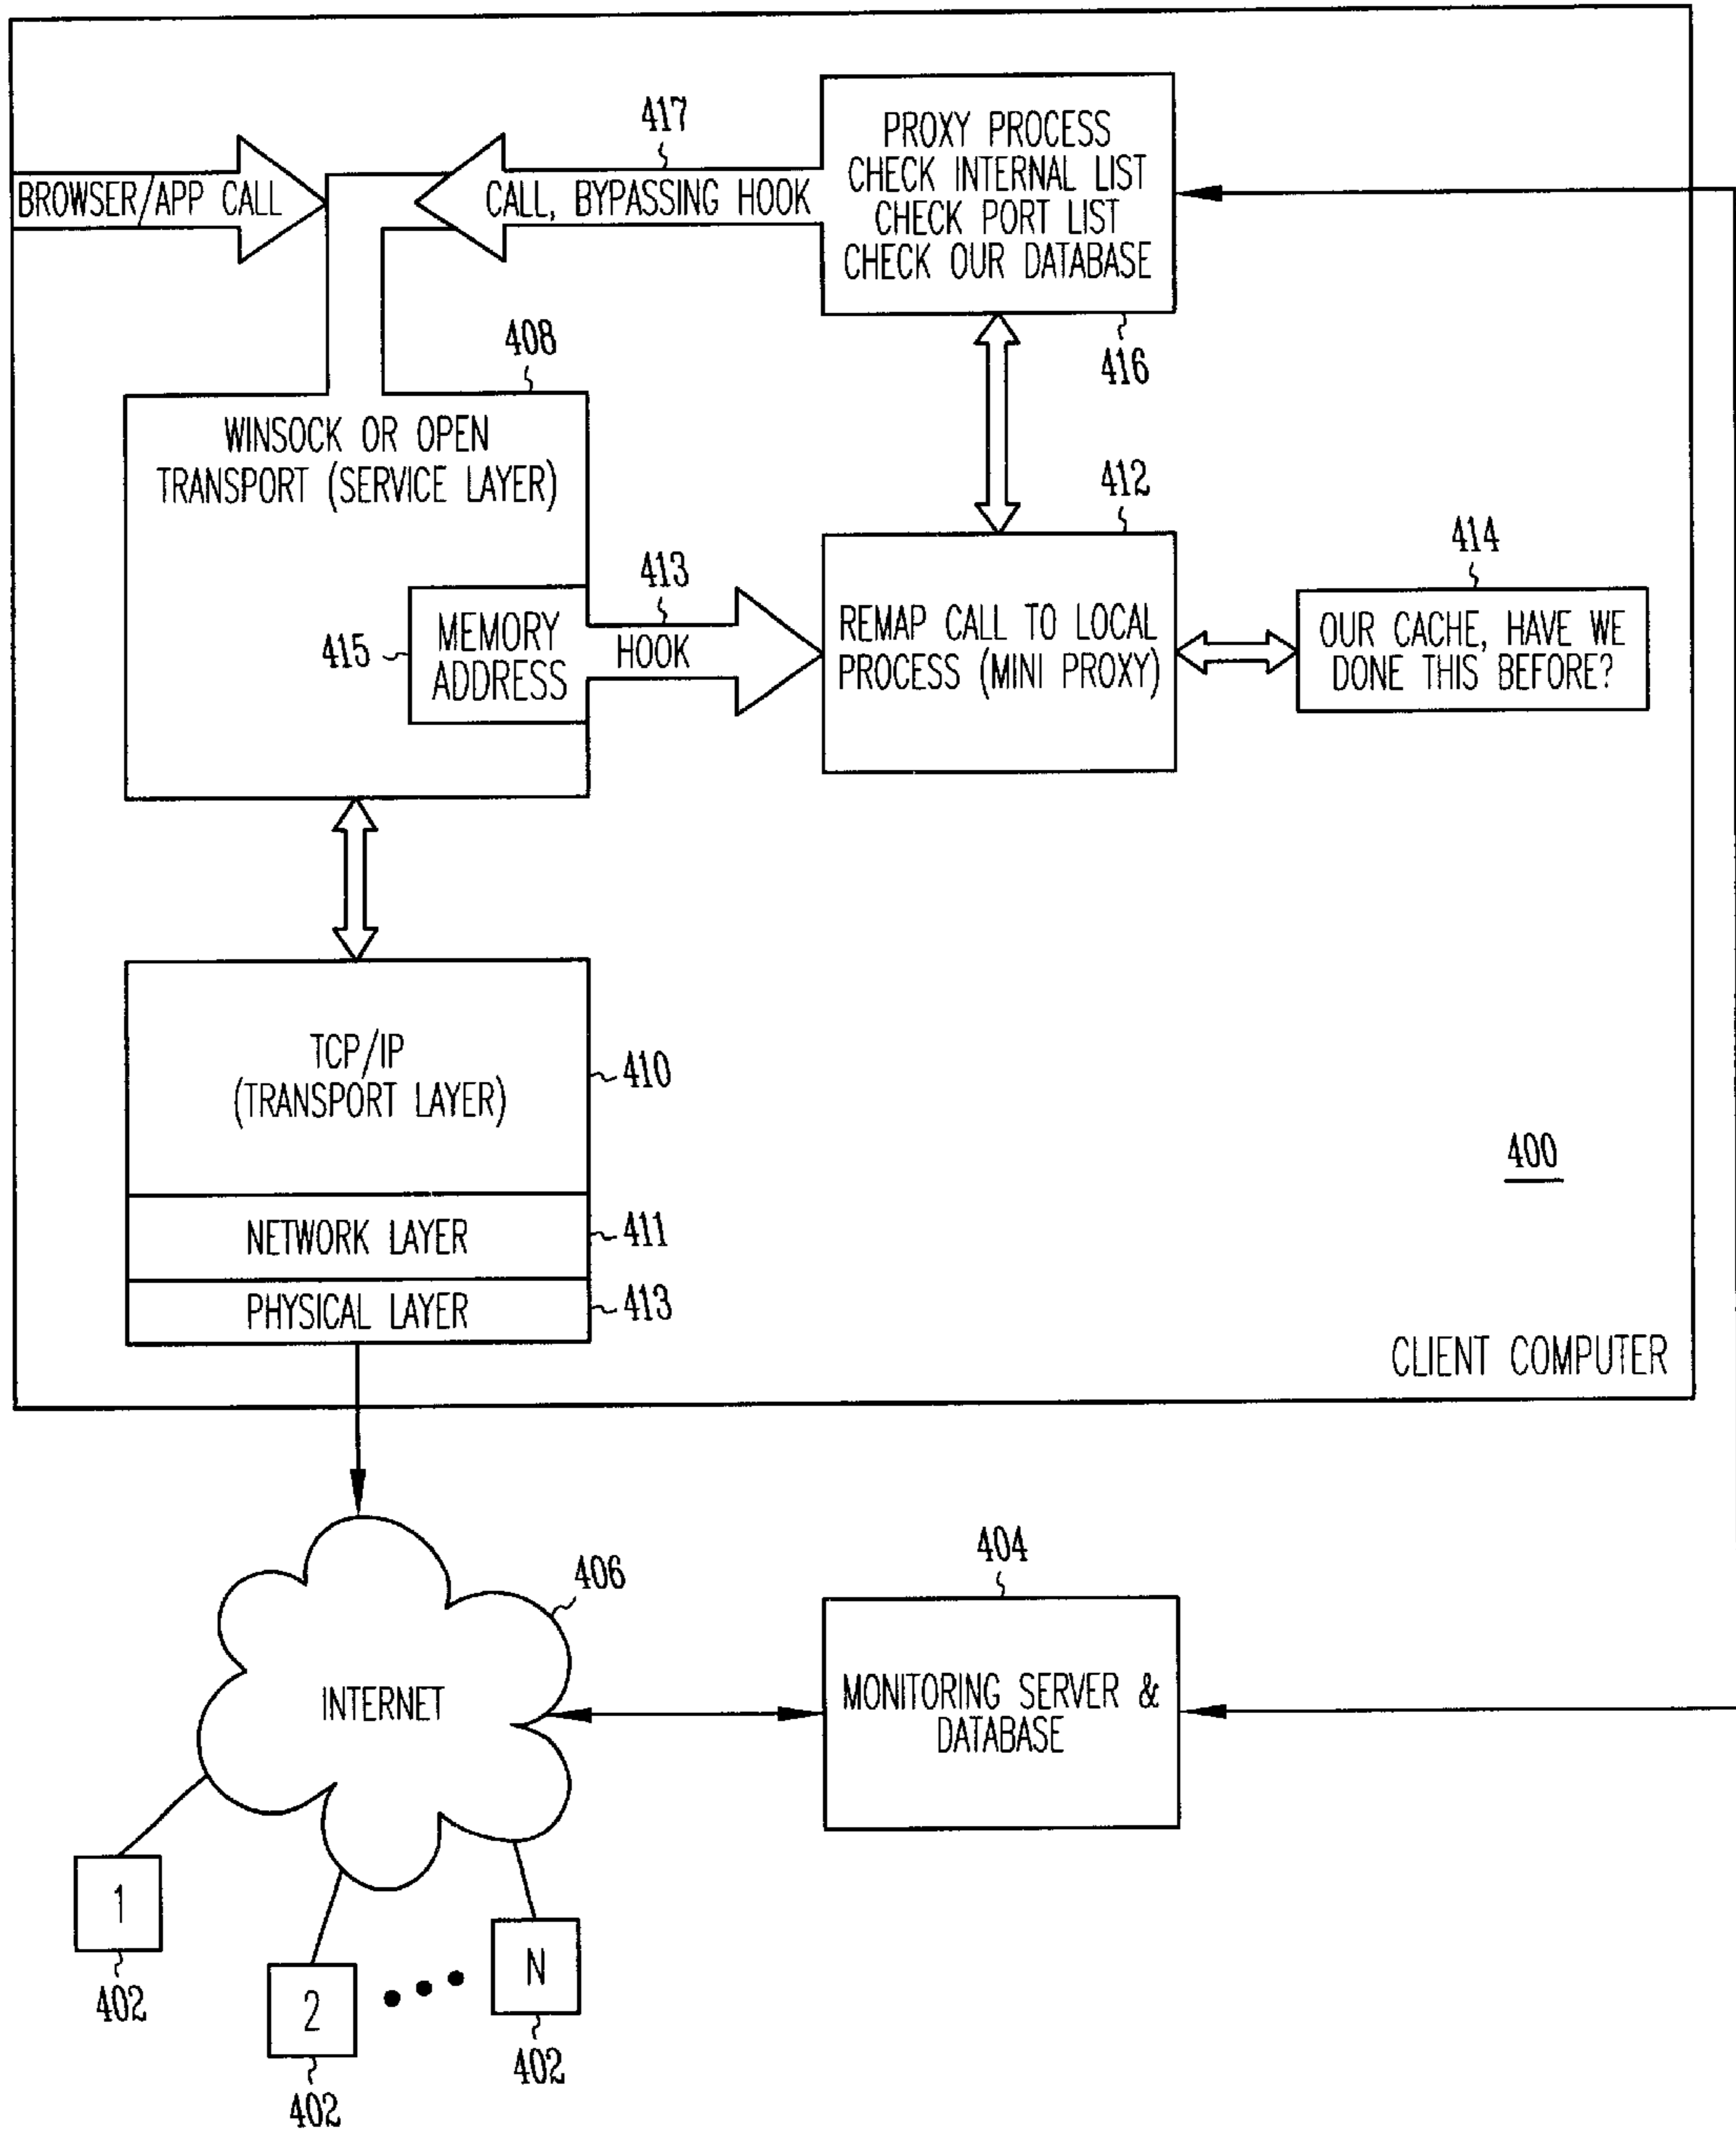 417
PROXY PROCESS
CHECK INTERNAL LIST
CHECK PORT LIST
CHECK OUR DATABASE
BROWSER/APP CALL
CALL, BYPASSING HOOK
416
408
WINSOCK OR OPEN
TRANSPORT (SERVICE LAYER)
412
414
413
415
MEMORY
ADDRESS
HOOK
REMAP CALL TO LOCAL
PROCESS (MINI PROXY)
OUR CACHE, HAVE WE
DONE THIS BEFORE?
TCP/IP
(TRANSPORT LAYER)
410
400
NETWORK LAYER
411
PHYSICAL LAYER
413
CLIENT COMPUTER
406
404
INTERNET
MONITORING SERVER &
DATABASE
1
402
2
402
N
402